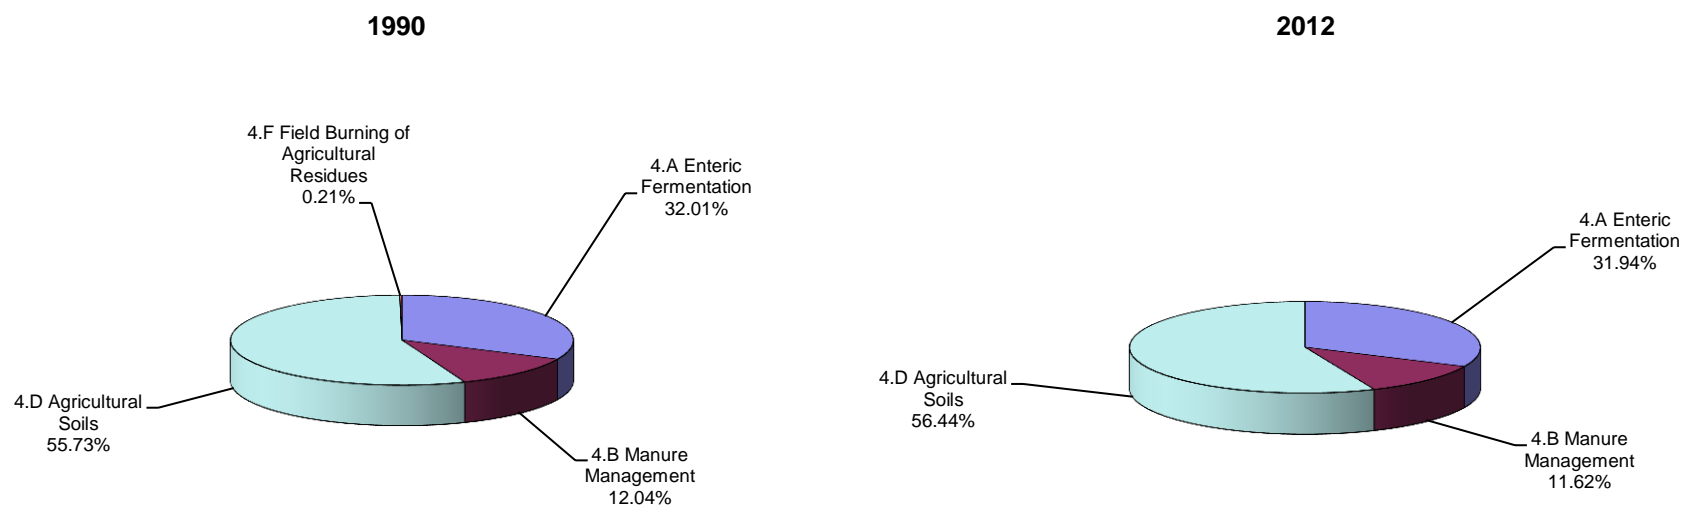 1990
4.F Field Burning of
Agricultural
Residues
0.21%
4.A Enteric
Fermentation
32.01%
4.D Agricultural
Soils
55.73%
4.B Manure
Management
12.04%
2012
4.A Enteric
Fermentation
31.94%
4.D Agricultural
Soils
56.44%
4.B Manure
Management
11.62%